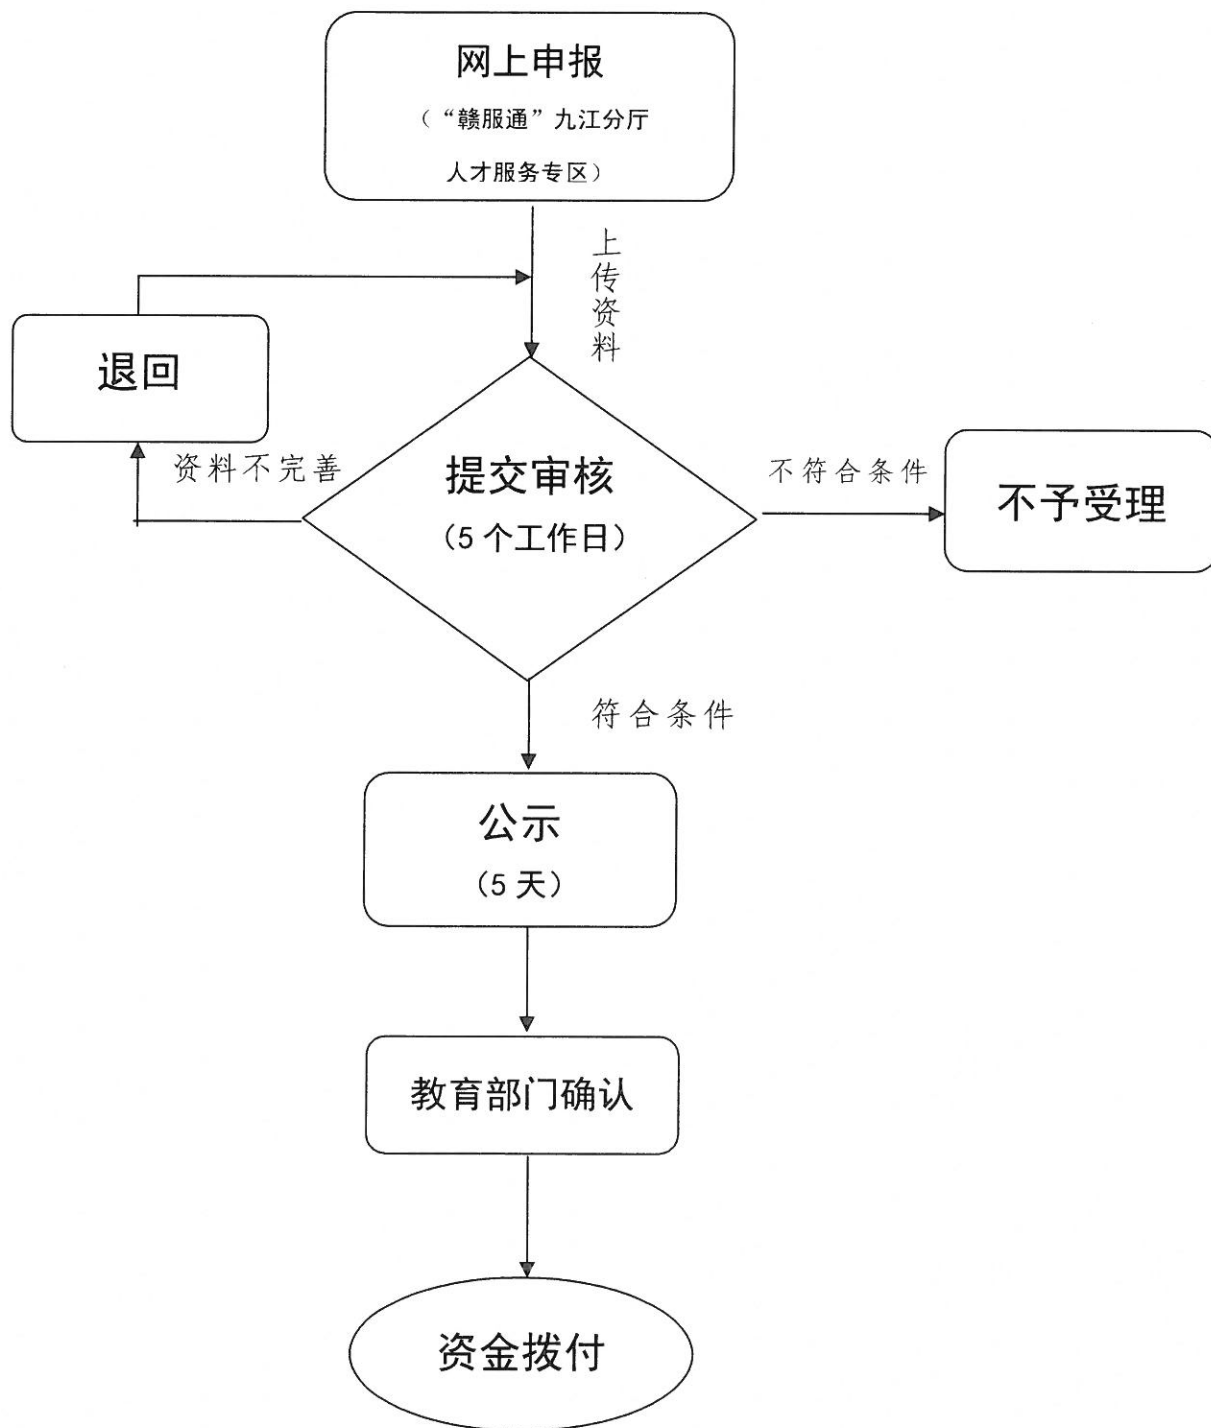 网上申报
（“赣服通”九江分厅
人才服务专区）
上传资料
退回
资料不完善
提交审核
（5 个工作日）
不符合条件
不予受理
符合条件
公示
（5 天）
教育部门确认
资金拨付